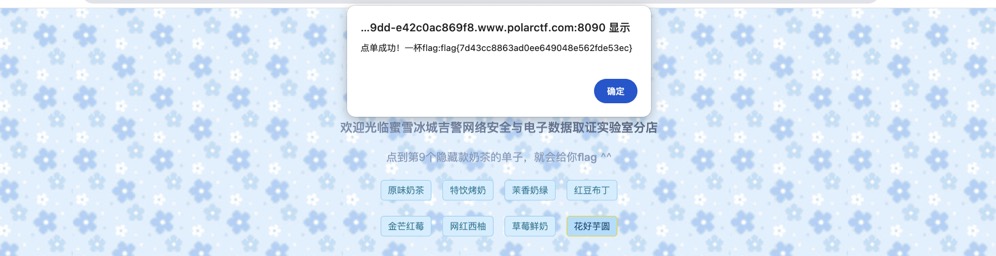 ...9dd-e42c0ac869f8.www.polarctf.com:8090 显示
点单成功！一杯flag:flag{7d43cc8863ad0ee649048e562fde53ec}
确定
欢迎光临蜜雪冰城吉警网络安全与电子数据取证实验室分店
点到第9个隐藏款奶茶的单子，就会给你flag ^^
原味奶茶 特饮烤奶 茉香奶绿 红豆布丁
金芒红莓 网红西柚 草莓鲜奶 花好芋圆